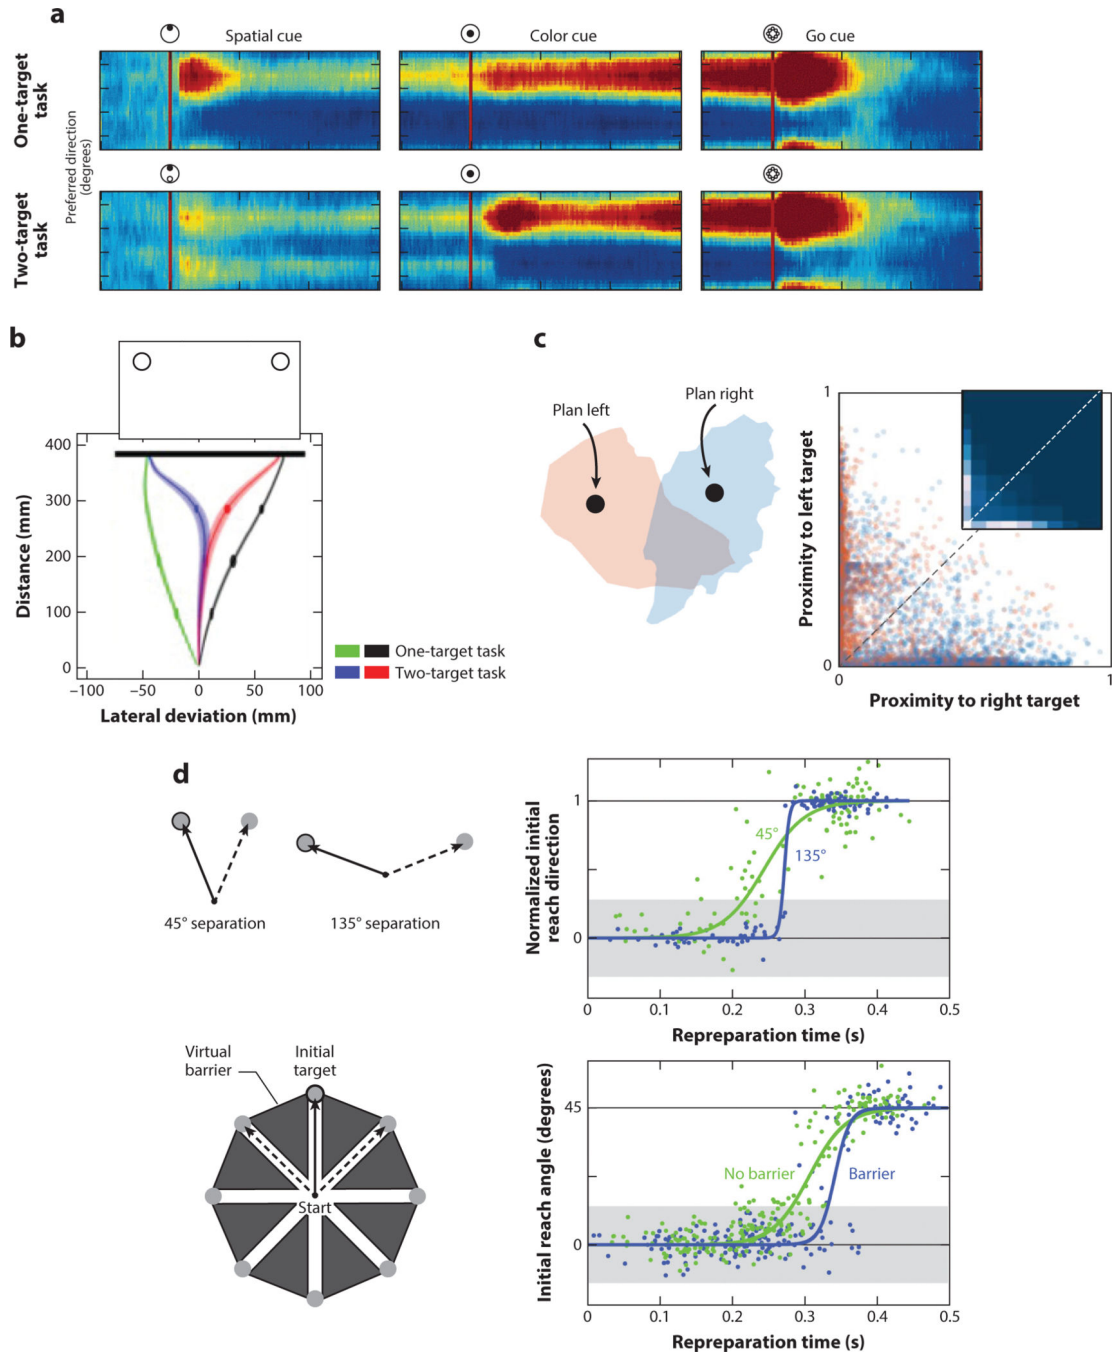 a
Spatial cue
Color cue
Go cue
One-target
task
Preferred direction
(degrees)
Two-target
task
b
400
300
200
100
0
Distance (mm)
–100
–50
0
50
100
Lateral deviation (mm)
One-target task
Two-target task
c
Plan left
Plan right
1
0
Proximity to left target
0
1
Proximity to right target
d
45° separation
135° separation
1
0
Normalized initial
reach direction
45°
135°
0
0.1
0.2
0.3
0.4
0.5
Repreparation time (s)
Virtual
barrier
Initial
target
Start
45
0
Initial reach angle (degrees)
No barrier
Barrier
0
0.1
0.2
0.3
0.4
0.5
Repreparation time (s)